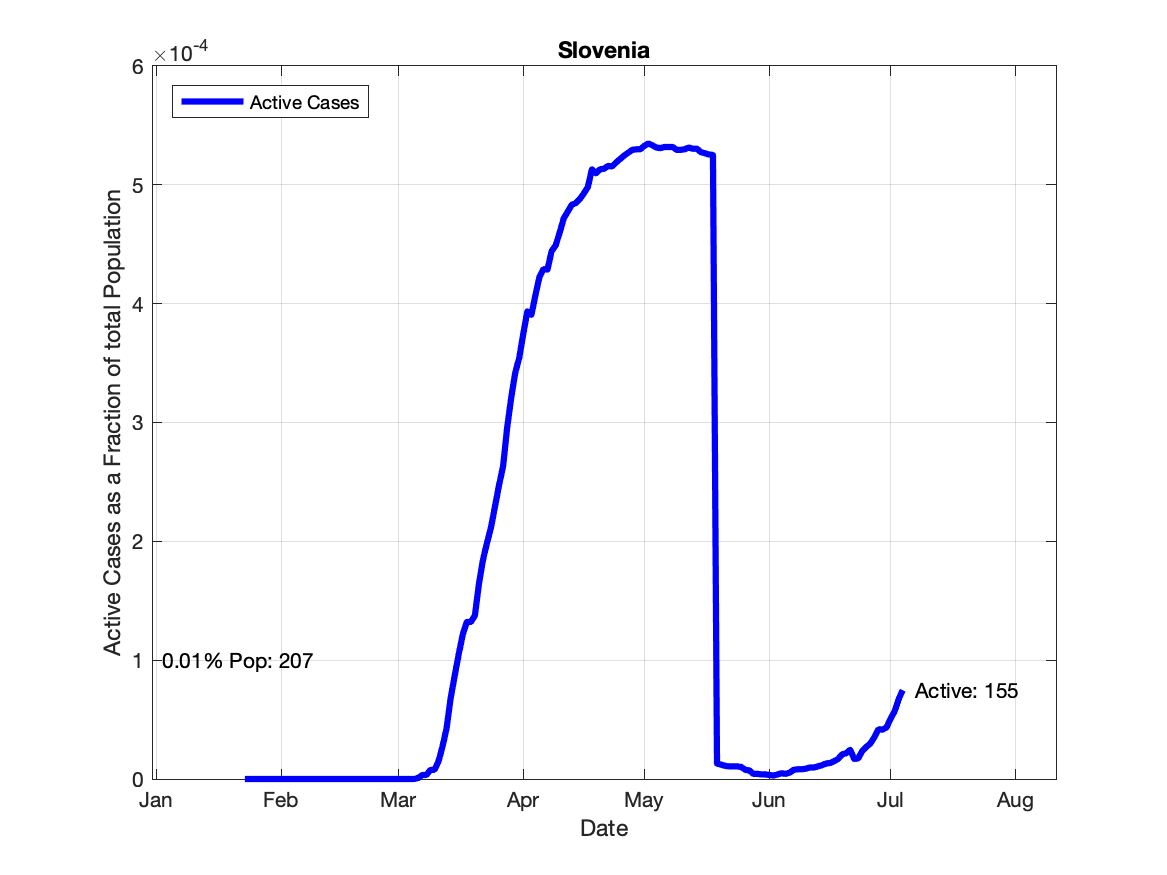 Slovenia
×10-4
6
Active Cases
5
4
3
2
1
0
0.01% Pop: 207
Active: 155
Active Cases as a Fraction of total Population
Jan Feb Mar Apr May Jun Jul Aug
Date